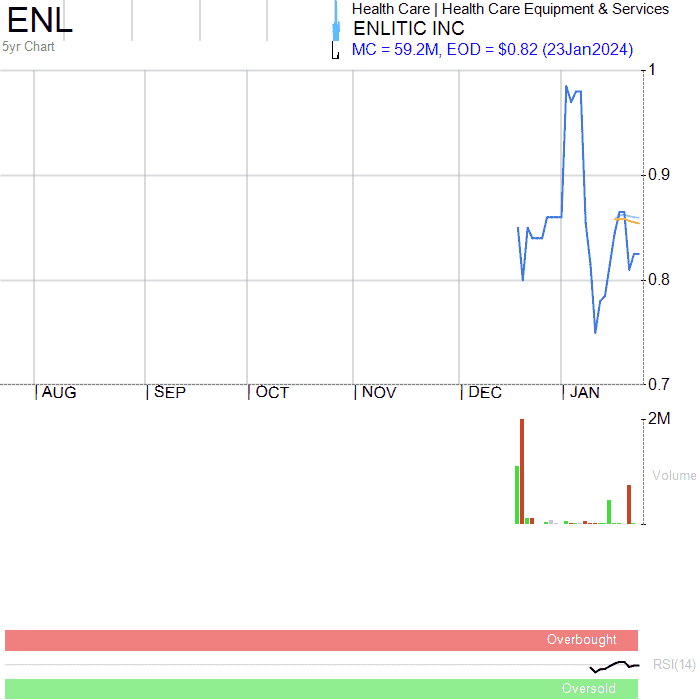 ENL
5yr Chart
Health Care | Health Care Equipment & Services
ENLITIC INC
MC = 59.2M, EOD = $0.82 (23Jan2024)
1
0.9
0.8
0.7
AUG SEP OCT NOV DEC JAN
2M
Volume
Overbought
RSI(14)
Oversold